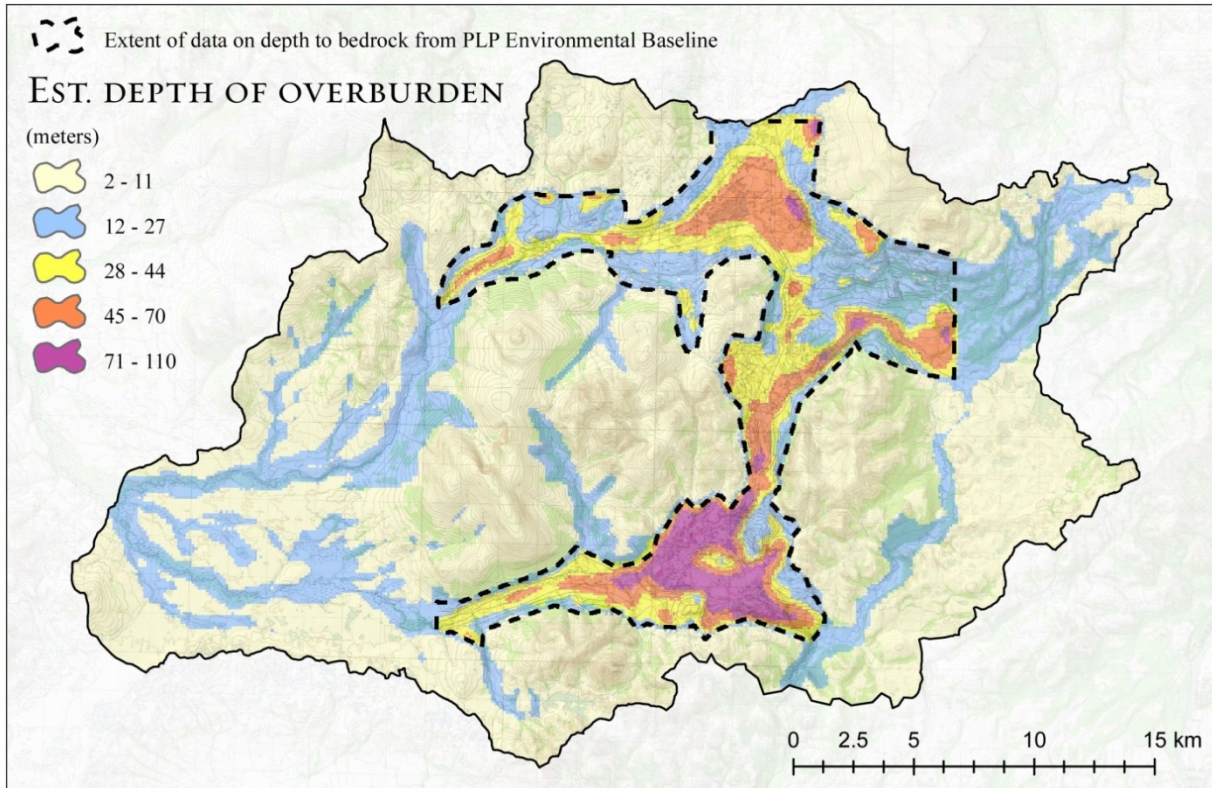 Extent of data on depth to bedrock from PLP Environmental Baseline
EST. DEPTH OF OVERBURDEN
(meters)
2 - 11
12 - 27
28 - 44
45 - 70
71 - 110
0 2.5 5 10 15 km